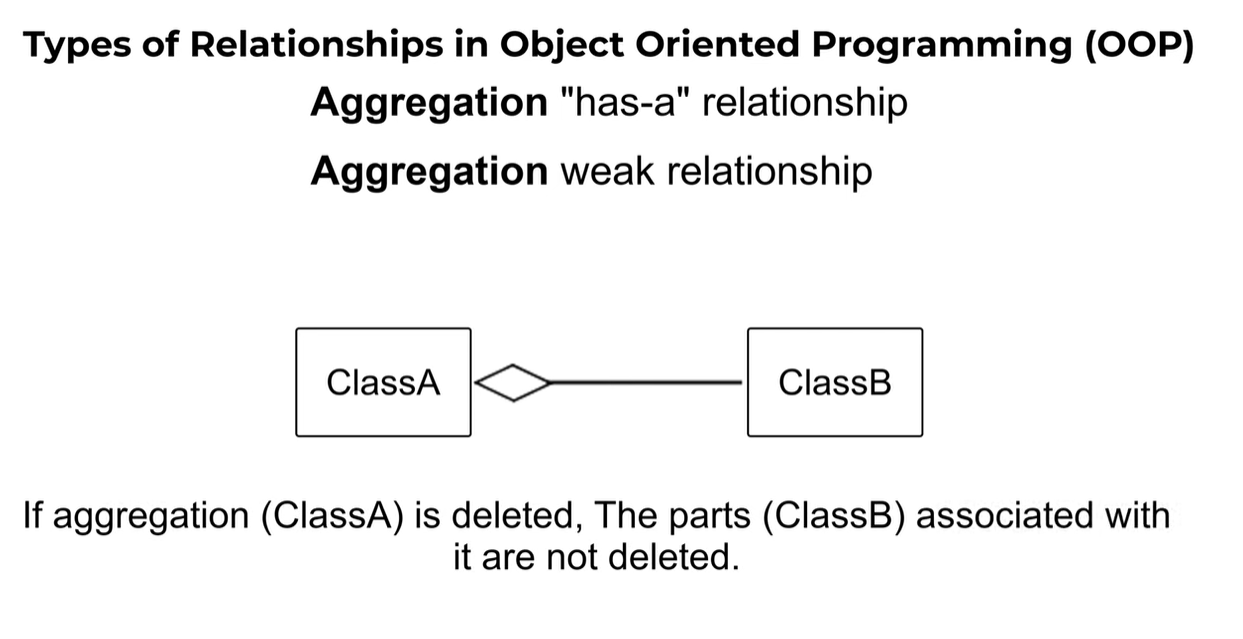 Types of Relationships in Object Oriented Programming (OOP)
Aggregation "has-a" relationship
Aggregation weak relationship
ClassA
ClassB
If aggregation (ClassA) is deleted, The parts (ClassB) associated with
it are not deleted.